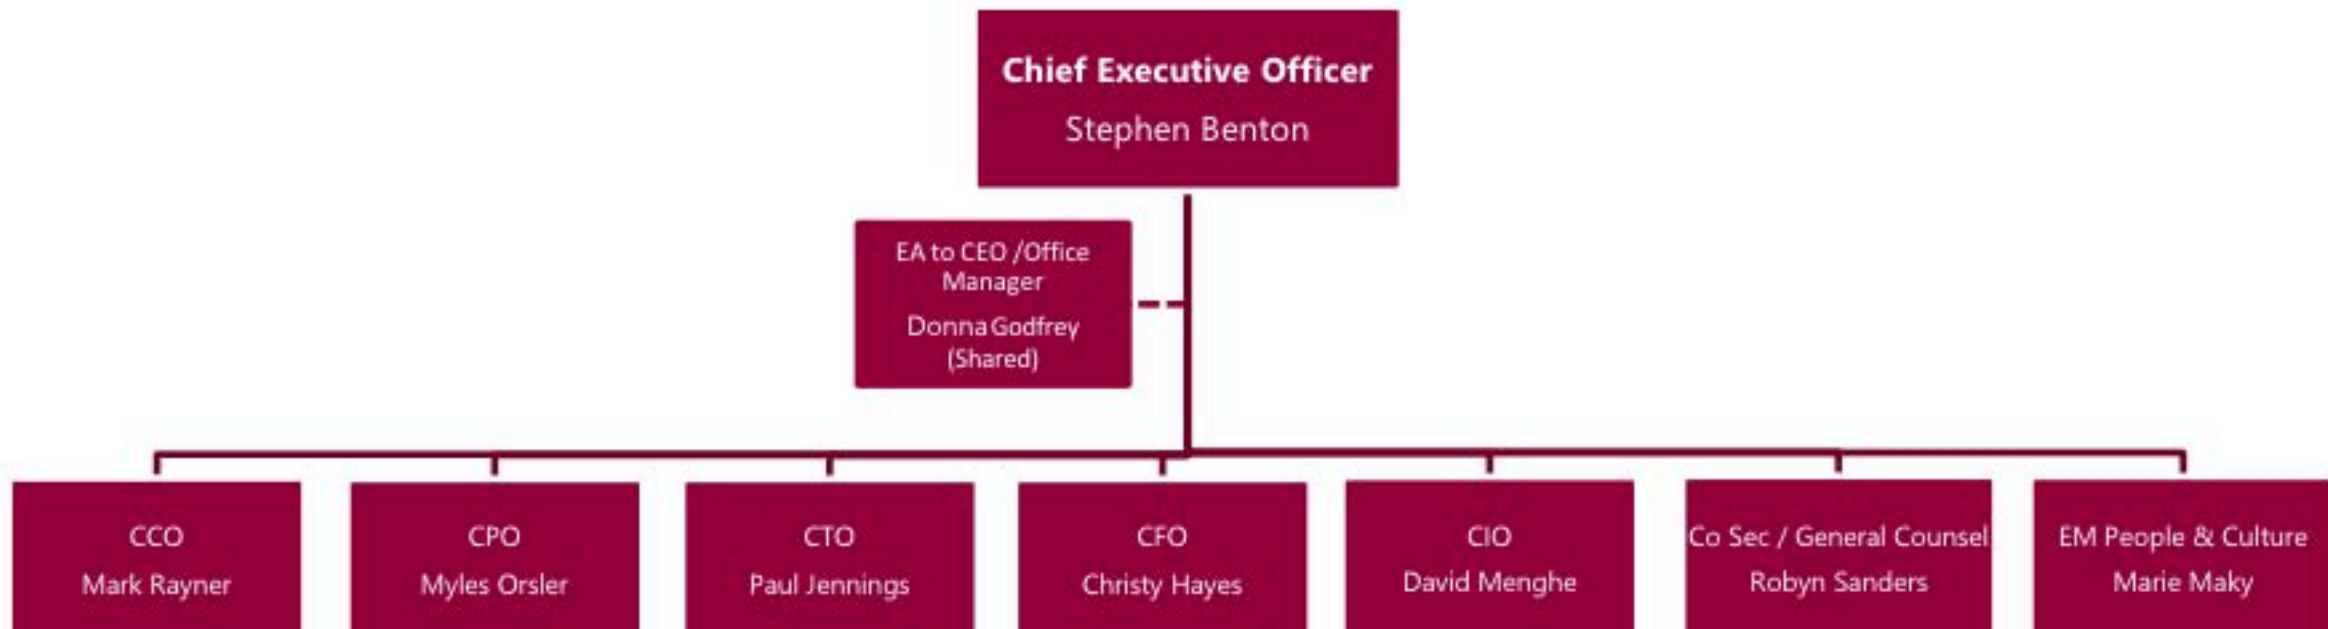 Chief Executive Officer
Stephen Benton
EA to CEO /Office
Manager
Donna Godfrey
(Shared)
CCO
Mark Rayner
CPO
Myles Orsler
CTO
Paul Jennings
CFO
Christy Hayes
CIO
David Menghe
Co Sec / General Counsel
Robyn Sanders
EM People & Culture
Marie Maky